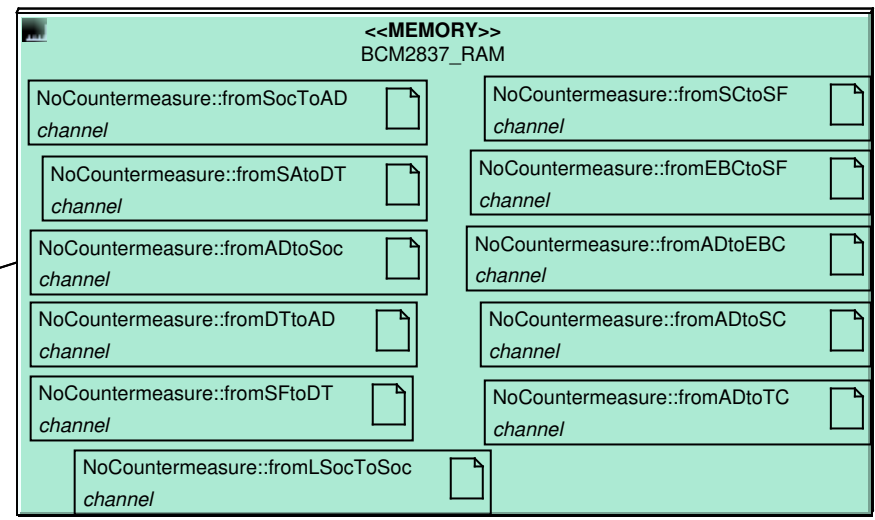 <<MEMORY>>
BCM2837_RAM
NoCountermeasure::fromSocToAD
channel
NoCountermeasure::fromSAtoDT
channel
NoCountermeasure::fromADtoSoc
channel
NoCountermeasure::fromDTtoAD
channel
NoCountermeasure::fromSFtoDT
channel
NoCountermeasure::fromLSocToSoc
channel
NoCountermeasure::fromSCtoSF
channel
NoCountermeasure::fromEBCtoSF
channel
NoCountermeasure::fromADtoEBC
channel
NoCountermeasure::fromADtoSC
channel
NoCountermeasure::fromADtoTC
channel